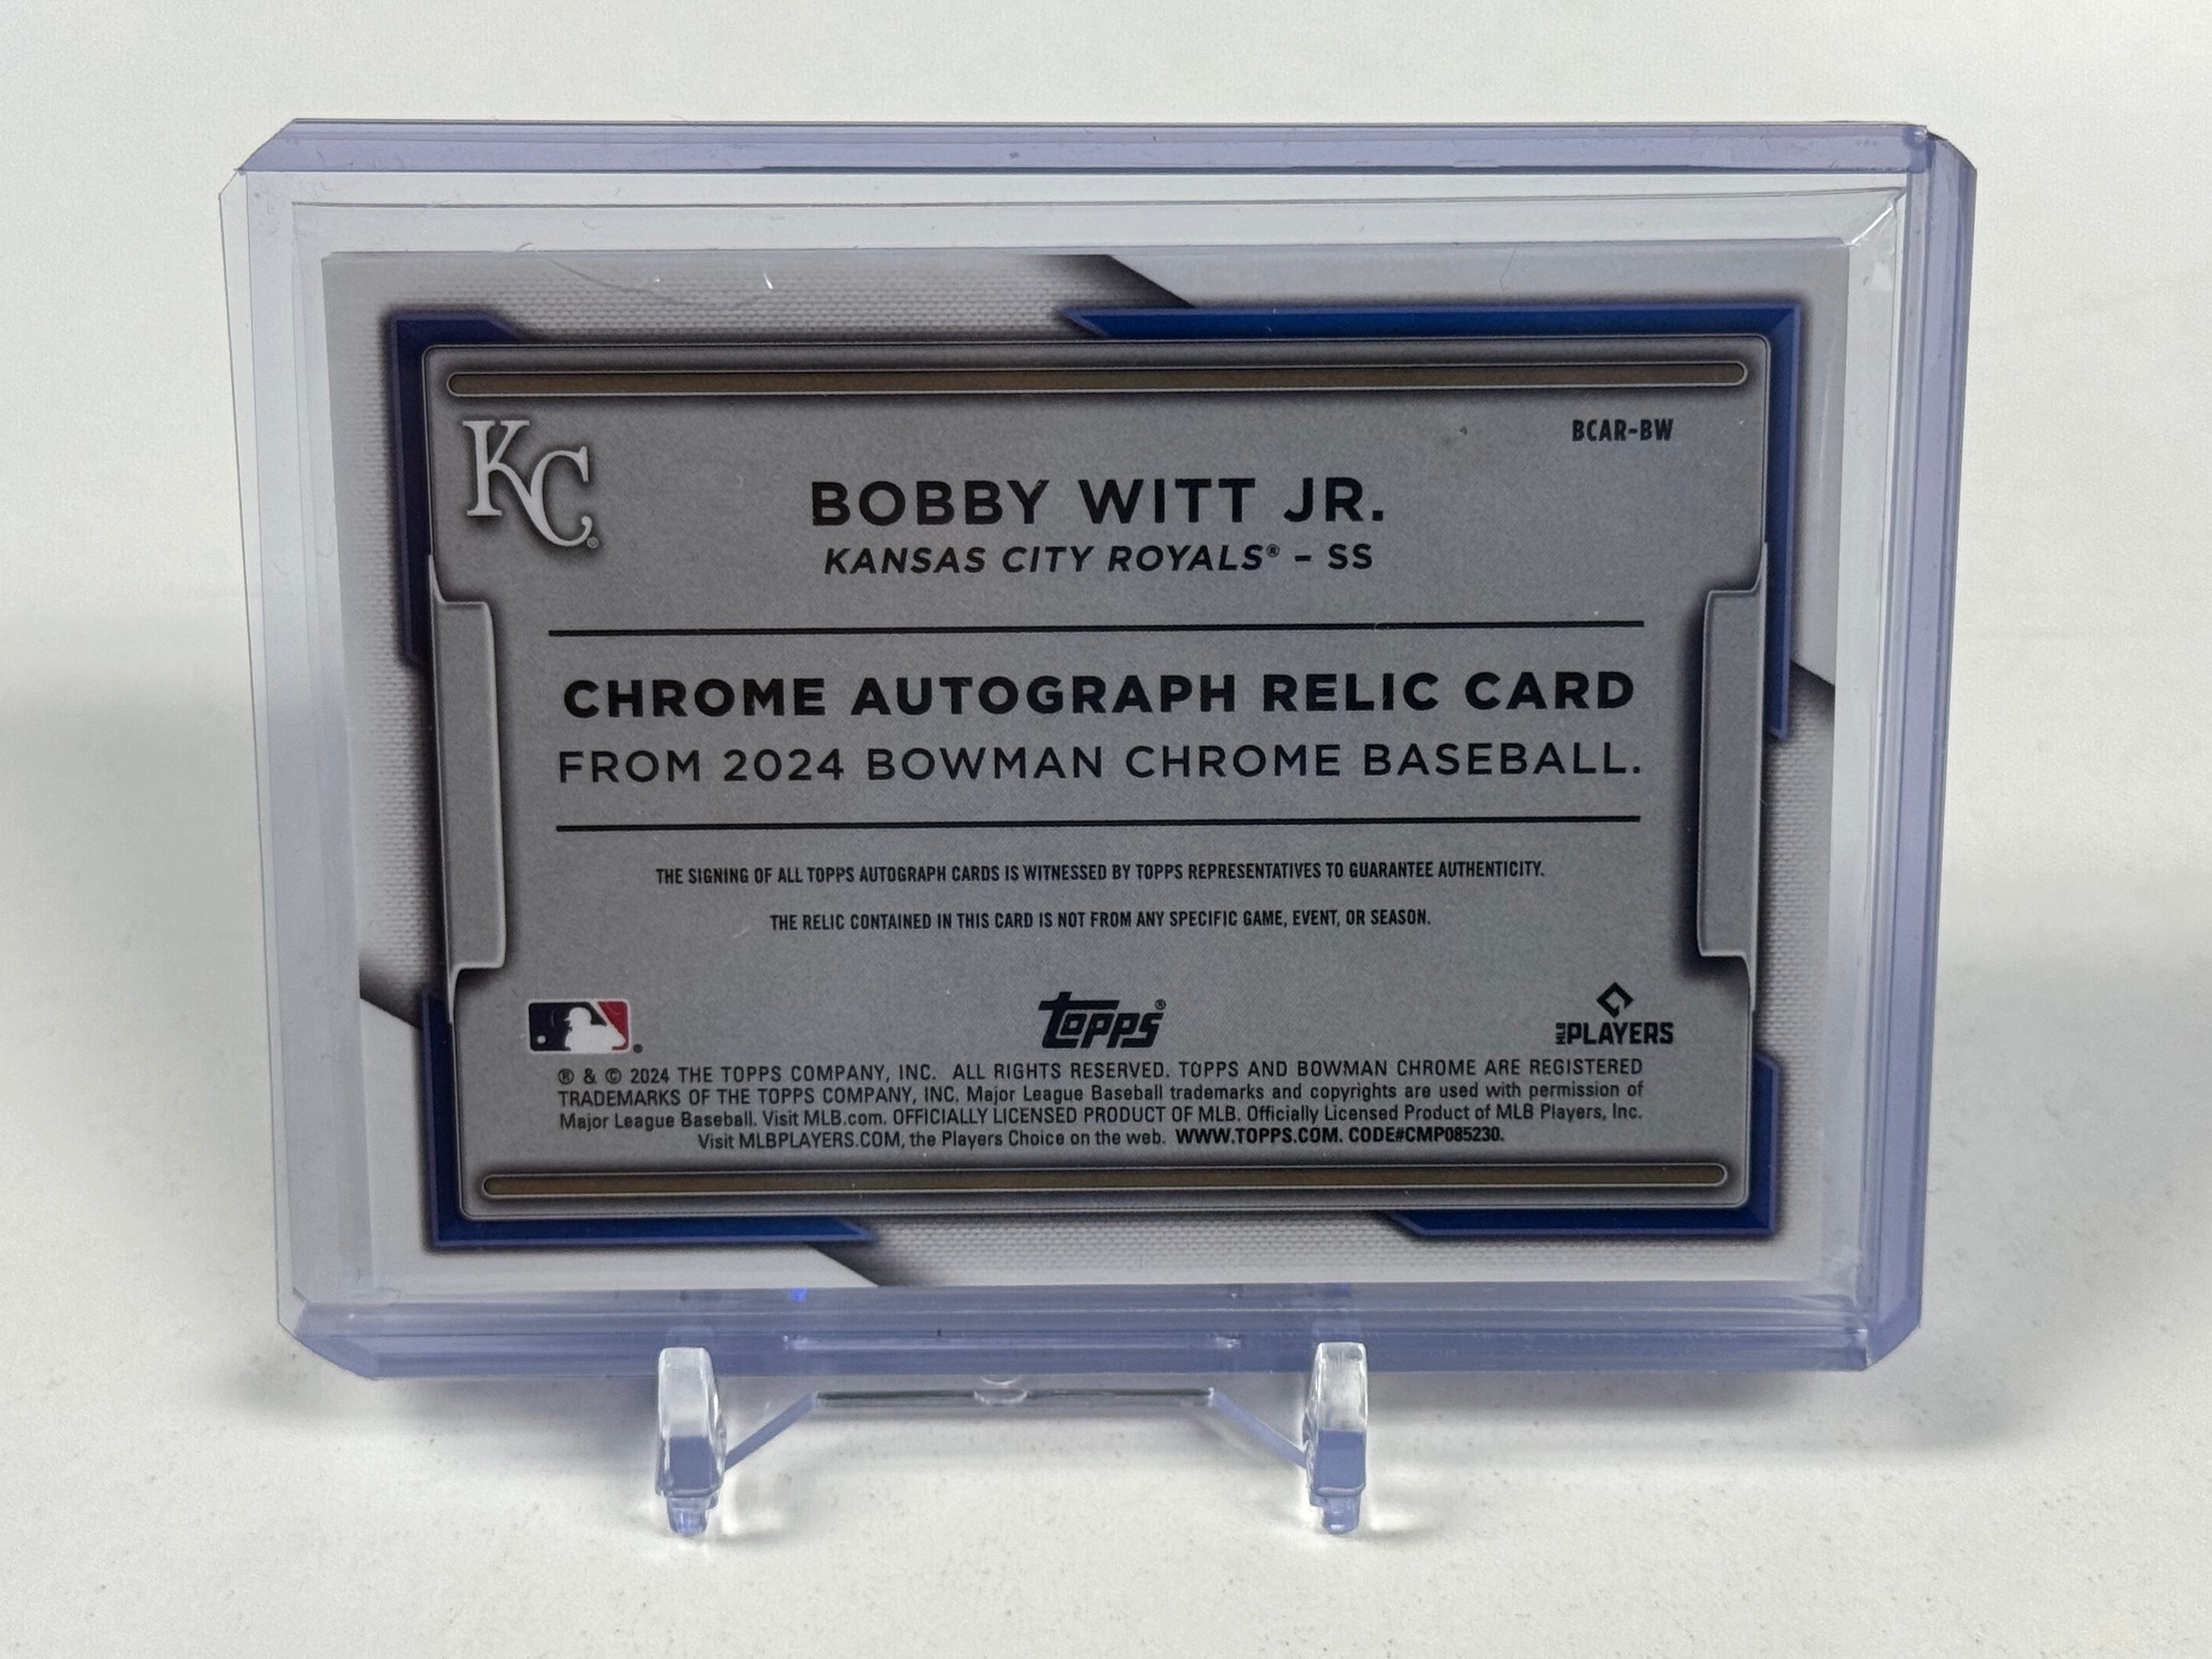 KC®
BCAR-BW
BOBBY WITT JR.
KANSAS CITY ROYALS® – SS
CHROME AUTOGRAPH RELIC CARD
FROM 2024 BOWMAN CHROME BASEBALL.
THE SIGNING OF ALL TOPPS AUTOGRAPH CARDS IS WITNESSED BY TOPPS REPRESENTATIVES TO GUARANTEE AUTHENTICITY.
THE RELIC CONTAINED IN THIS CARD IS NOT FROM ANY SPECIFIC GAME, EVENT, OR SEASON.
®
topps®
MLB PLAYERS
® & © 2024 THE TOPPS COMPANY, INC. ALL RIGHTS RESERVED. TOPPS AND BOWMAN CHROME ARE REGISTERED
TRADEMARKS OF THE TOPPS COMPANY, INC. Major League Baseball trademarks and copyrights are used with permission of
Major League Baseball. Visit MLB.com. OFFICIALLY LICENSED PRODUCT OF MLB. Officially Licensed Product of MLB Players, Inc.
Visit MLBPLAYERS.COM, the Players Choice on the web. WWW.TOPPS.COM. CODE#CMP085230.